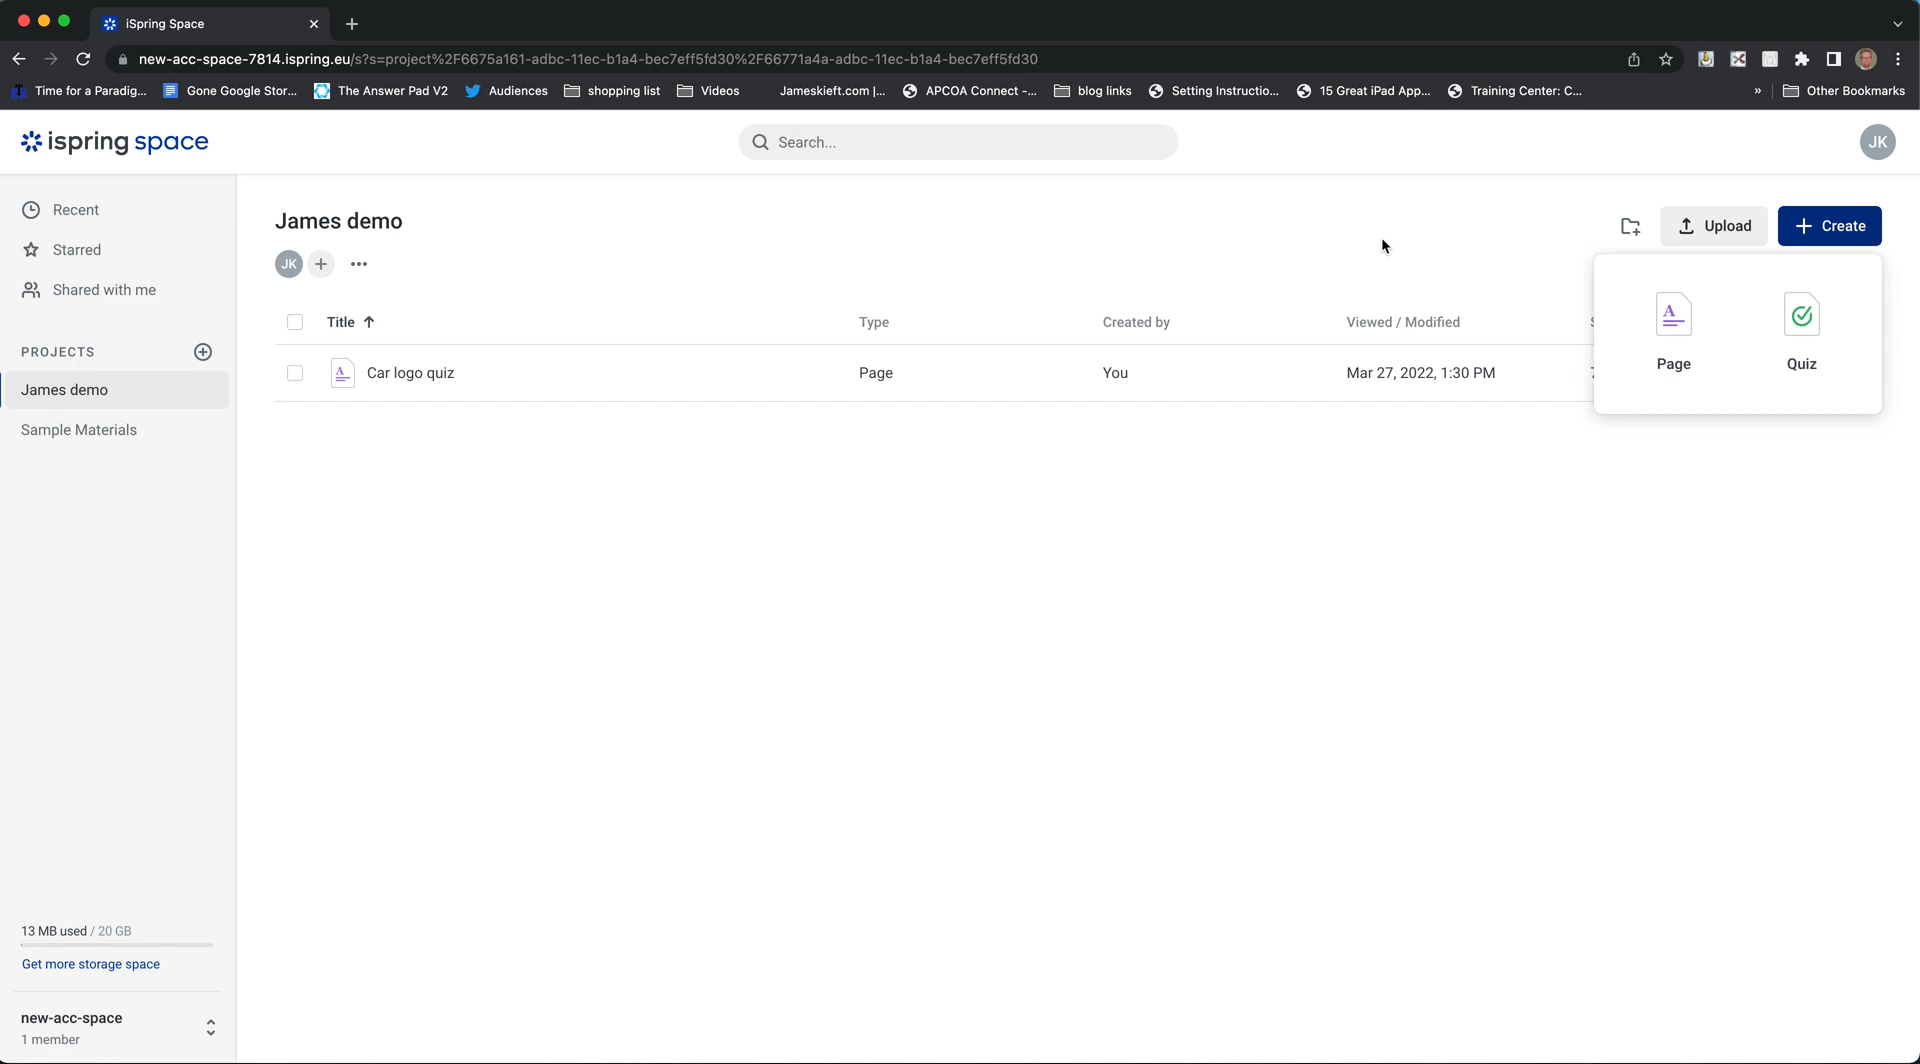 iSpring Space
new-acc-space-7814.ispring.eu/s?s=project%2F6675a161-adbc-11ec-b1a4-bec7eff5fd30%2F66771a4a-adbc-11ec-b1a4-bec7eff5fd30
Time for a Paradig... Gone Google Stor... The Answer Pad V2 Audiences shopping list Videos Jameskieft.com |... APCOA Connect -... blog links Setting Instructio... 15 Great iPad App... Training Center: C... » Other Bookmarks
ispring space
Search...
JK
Recent
Starred
Shared with me
PROJECTS
James demo
Sample Materials
13 MB used / 20 GB
Get more storage space
new-acc-space
1 member
James demo
JK
Upload
Create
Title Type Created by Viewed / Modified
Car logo quiz Page You Mar 27, 2022, 1:30 PM
Page
Quiz